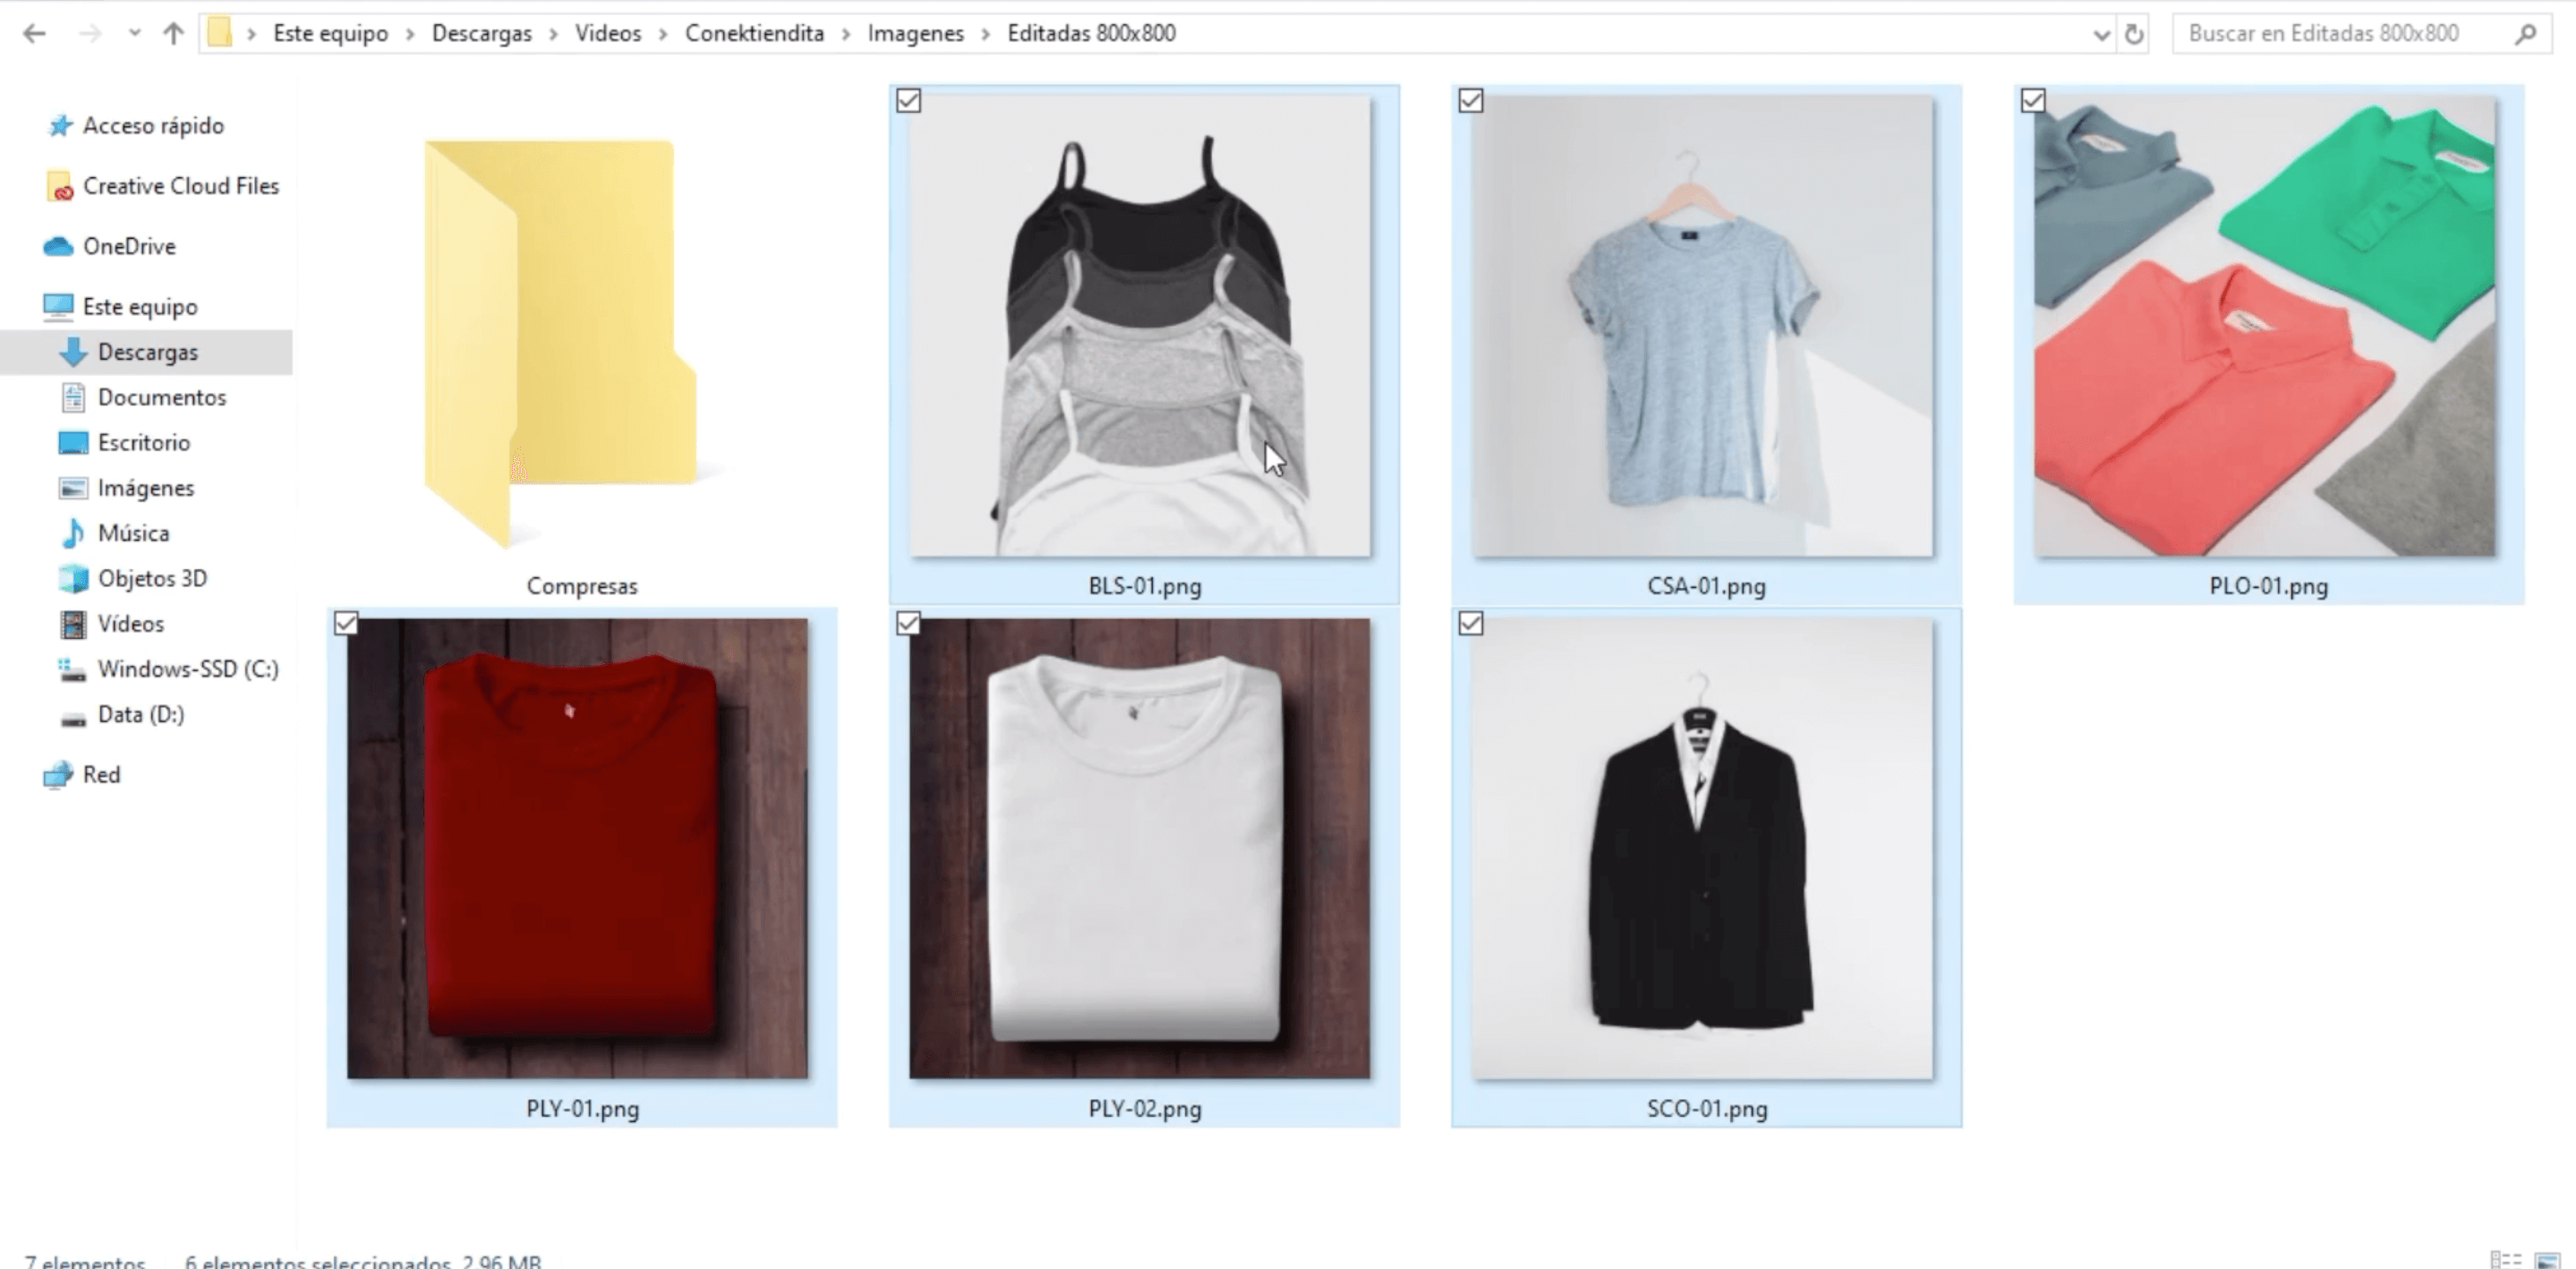 Este equipo > Descargas > Videos > Conektiendita > Imagenes > Editadas 800x800
Buscar en Editadas 800x800
Acceso rápido
Creative Cloud Files
OneDrive
Este equipo
Descargas
Documentos
Escritorio
Imágenes
Música
Objetos 3D
Vídeos
Windows-SSD (C:)
Data (D:)
Red
Compresas
BLS-01.png
CSA-01.png
PLO-01.png
PLY-01.png
PLY-02.png
SCO-01.png
7 elementos
6 elementos seleccionados 2,96 MB